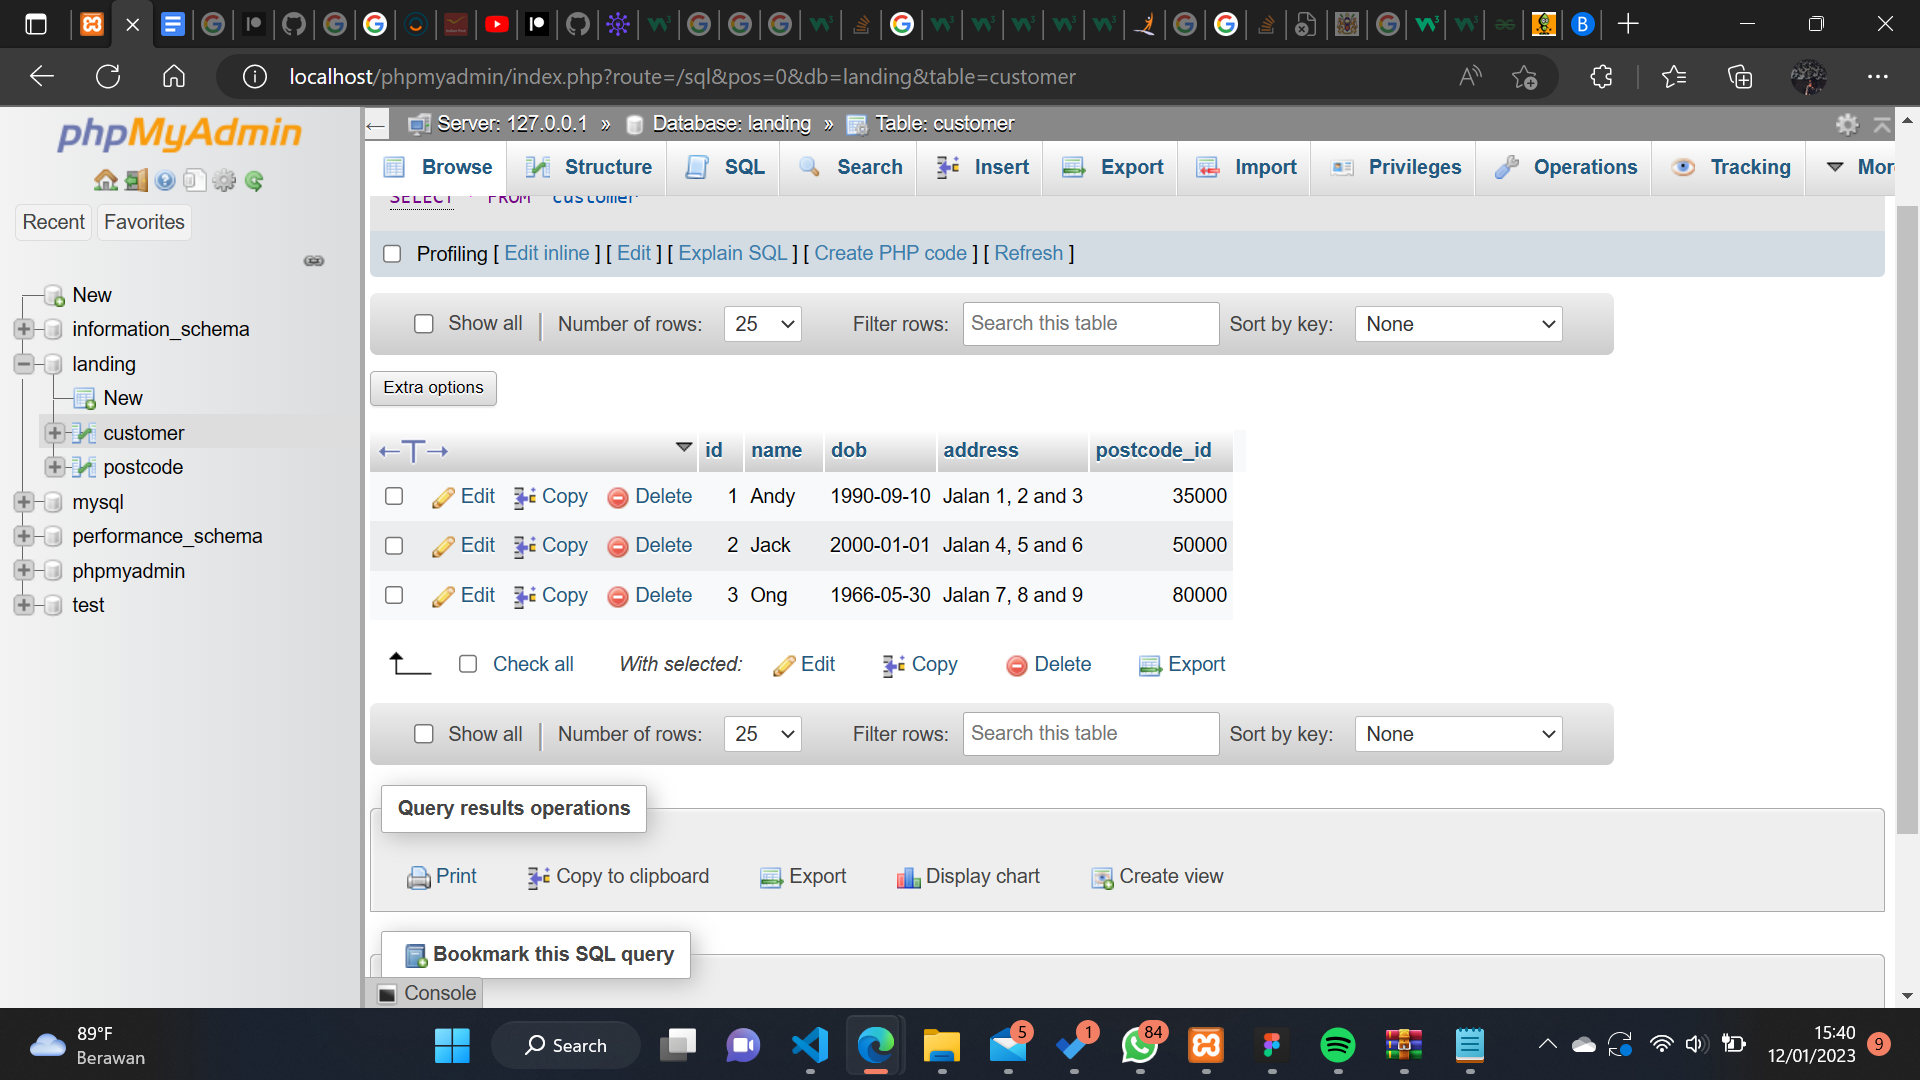 localhost/phpmyadmin/index.php?route=/sql&pos=0&db=landing&table=customer
phpMyAdmin
Recent Favorites
New
information_schema
landing
New
customer
postcode
mysql
performance_schema
phpmyadmin
test
Server: 127.0.0.1 » Database: landing » Table: customer
Browse Structure SQL Search Insert Export Import Privileges Operations Tracking Mor
SELECT * FROM `customer`
Profiling [ Edit inline ] [ Edit ] [ Explain SQL ] [ Create PHP code ] [ Refresh ]
Show all Number of rows: 25 Filter rows: Search this table Sort by key: None
Extra options
←T→ id name dob address postcode_id
Edit Copy Delete 1 Andy 1990-09-10 Jalan 1, 2 and 3 35000
Edit Copy Delete 2 Jack 2000-01-01 Jalan 4, 5 and 6 50000
Edit Copy Delete 3 Ong 1966-05-30 Jalan 7, 8 and 9 80000
Check all With selected: Edit Copy Delete Export
Show all Number of rows: 25 Filter rows: Search this table Sort by key: None
Query results operations
Print Copy to clipboard Export Display chart Create view
Bookmark this SQL query
Console
89°F
Berawan
Search
5
1
84
15:40
12/01/2023
9